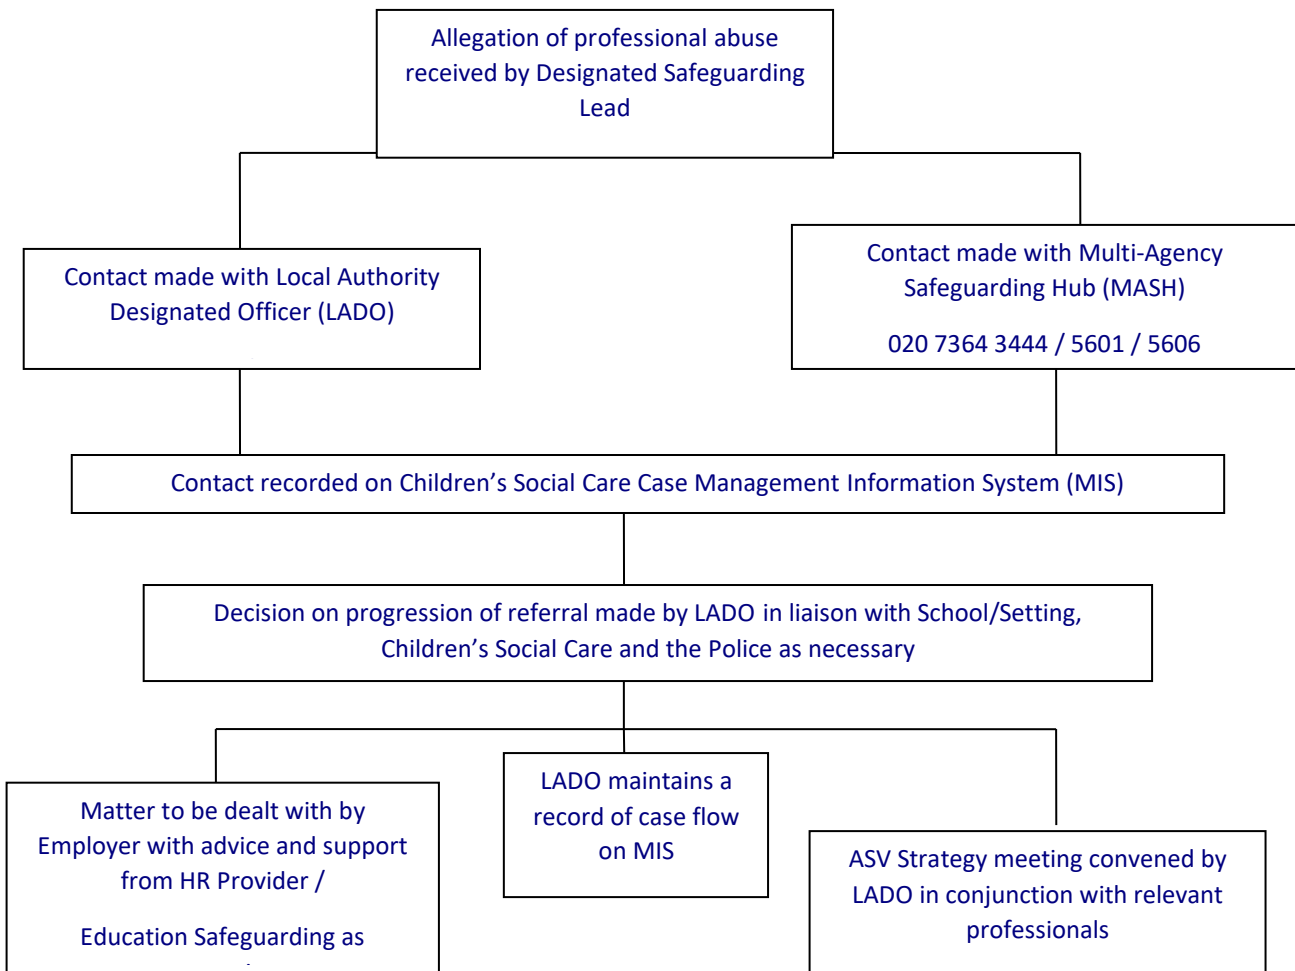 Allegation of professional abuse
received by Designated Safeguarding
Lead
Contact made with Local Authority
Designated Officer (LADO)
Contact made with Multi-Agency
Safeguarding Hub (MASH)
020 7364 3444 / 5601 / 5606
Contact recorded on Children’s Social Care Case Management Information System (MIS)
Decision on progression of referral made by LADO in liaison with School/Setting,
Children’s Social Care and the Police as necessary
Matter to be dealt with by
Employer with advice and support
from HR Provider /
Education Safeguarding as
LADO maintains a
record of case flow
on MIS
ASV Strategy meeting convened by
LADO in conjunction with relevant
professionals